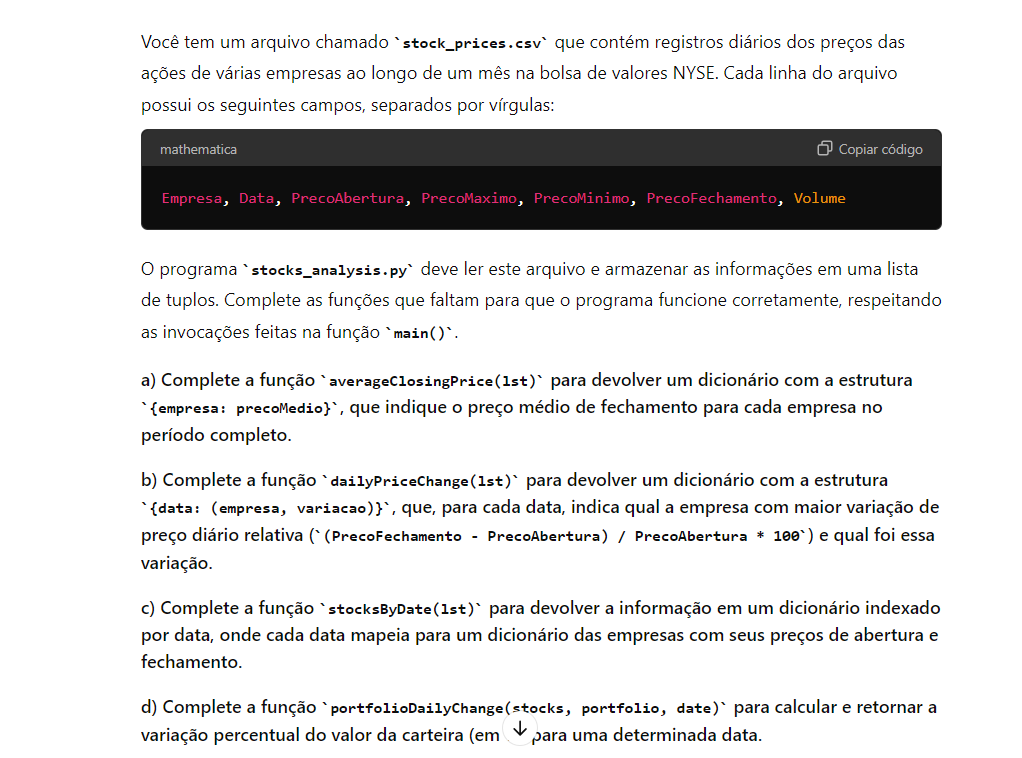 Você tem um arquivo chamado `stock_prices.csv` que contém registros diários dos preços das
ações de várias empresas ao longo de um mês na bolsa de valores NYSE. Cada linha do arquivo
possui os seguintes campos, separados por vírgulas:
mathematica
Copiar código
Empresa, Data, PrecoAbertura, PrecoMaximo, PrecoMinimo, PrecoFechamento, Volume
O programa `stocks_analysis.py` deve ler este arquivo e armazenar as informações em uma lista
de tuplos. Complete as funções que faltam para que o programa funcione corretamente, respeitando
as invocações feitas na função `main()`.
a) Complete a função `averageClosingPrice(lst)` para devolver um dicionário com a estrutura
`{empresa: precoMedio}`, que indique o preço médio de fechamento para cada empresa no
período completo.
b) Complete a função `dailyPriceChange(lst)` para devolver um dicionário com a estrutura
`{data: (empresa, variacao)}`, que, para cada data, indica qual a empresa com maior variação de
preço diário relativa (`(PrecoFechamento - PrecoAbertura) / PrecoAbertura * 100`) e qual foi essa
variação.
c) Complete a função `stocksByDate(lst)` para devolver a informação em um dicionário indexado
por data, onde cada data mapeia para um dicionário das empresas com seus preços de abertura e
fechamento.
d) Complete a função `portfolioDailyChange(stocks, portfolio, date)` para calcular e retornar a
variação percentual do valor da carteira (em para uma determinada data.